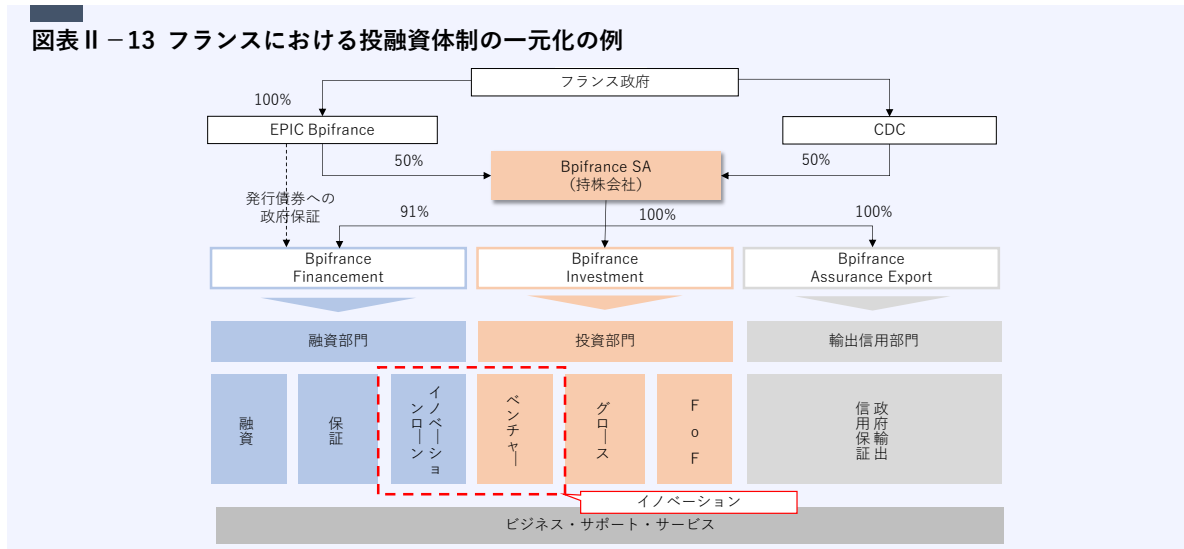 図表Ⅱ－13 フランスにおける投融資体制の一元化の例
フランス政府
100%
EPIC Bpifrance
CDC
50%
Bpifrance SA
（持株会社）
50%
発行債券への
政府保証
91%
100%
100%
Bpifrance
Financement
Bpifrance
Investment
Bpifrance
Assurance Export
融資部門
投資部門
輸出信用部門
融資
保証
イノベーショ
ンローン
ベンチャー
グロース
FoF
政府輸出
信用保証
イノベーション
ビジネス・サポート・サービス